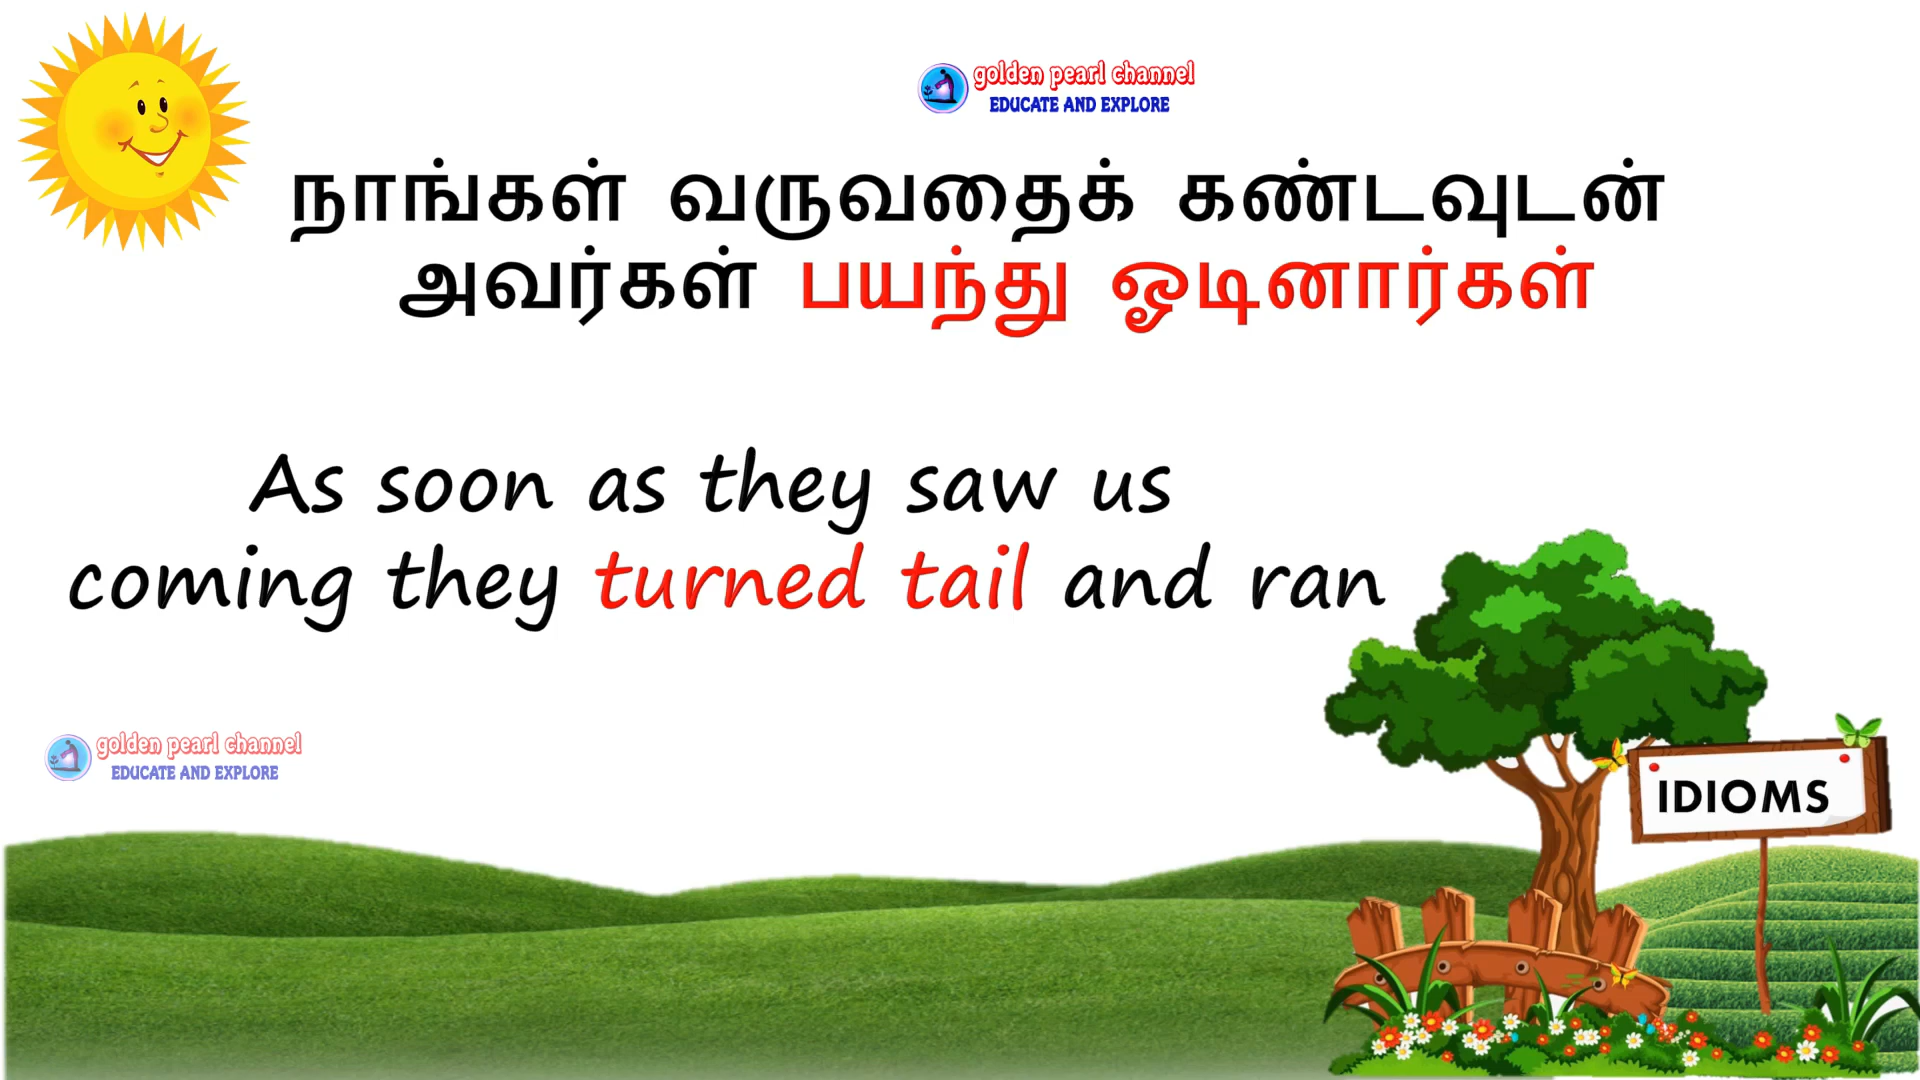 golden pearl channel
EDUCATE AND EXPLORE
நாங்கள் வருவதைக் கண்டவுடன்
அவர்கள் பயந்து ஓடினார்கள்
As soon as they saw us
coming they turned tail and ran
golden pearl channel
EDUCATE AND EXPLORE
IDIOMS